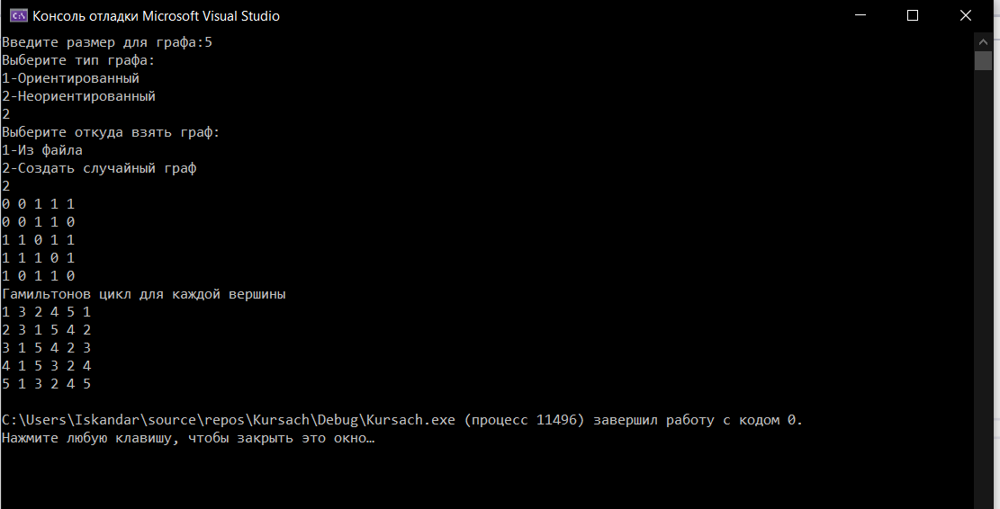 Консоль отладки Microsoft Visual Studio
Введите размер для графа:5
Выберите тип графа:
1-Ориентированный
2-Неориентированный
2
Выберите откуда взять граф:
1-Из файла
2-Создать случайный граф
2
0 0 1 1 1
0 0 1 1 0
1 1 0 1 1
1 1 1 0 1
1 0 1 1 0
Гамильтонов цикл для каждой вершины
1 3 2 4 5 1
2 3 1 5 4 2
3 1 5 4 2 3
4 1 5 3 2 4
5 1 3 2 4 5
C:\Users\Iskandar\source\repos\Kursach\Debug\Kursach.exe (процесс 11496) завершил работу с кодом 0.
Нажмите любую клавишу, чтобы закрыть это окно…